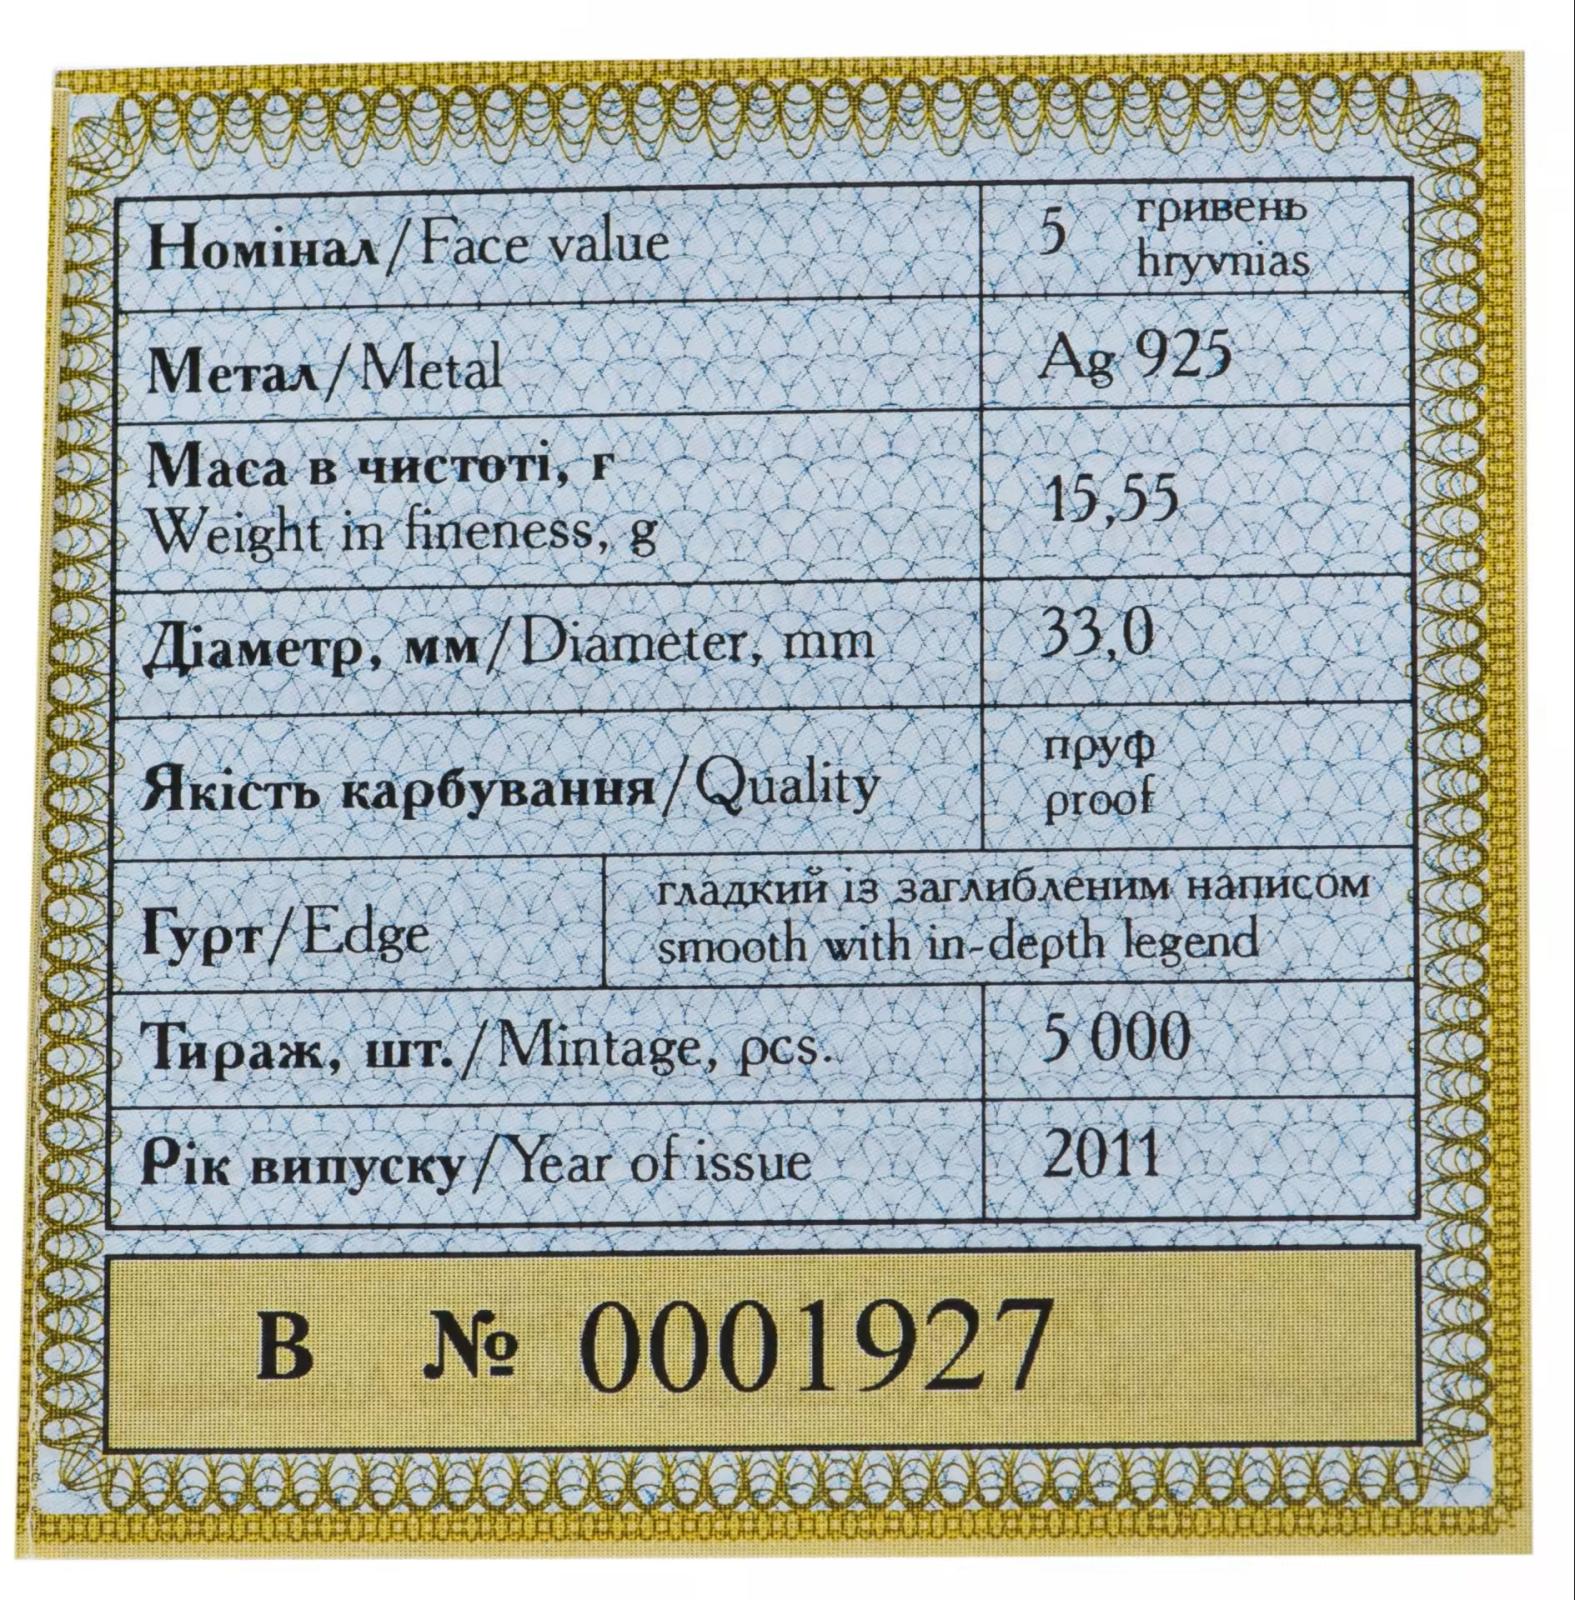 Номінал/Face value
5 гривень
hryvnias
Метал/Metal
Ag 925
Маса в чистоті, г
Weight in fineness, g
15,55
Діаметр, мм/Diameter, mm
33,0
Якість карбування/Quality
пруф
proof
Гурт/Edge
гладкий із заглибленим написом
smooth with in-depth legend
Тираж, шт./Mintage, pcs.
5 000
Рік випуску/Year of issue
2011
В № 0001927